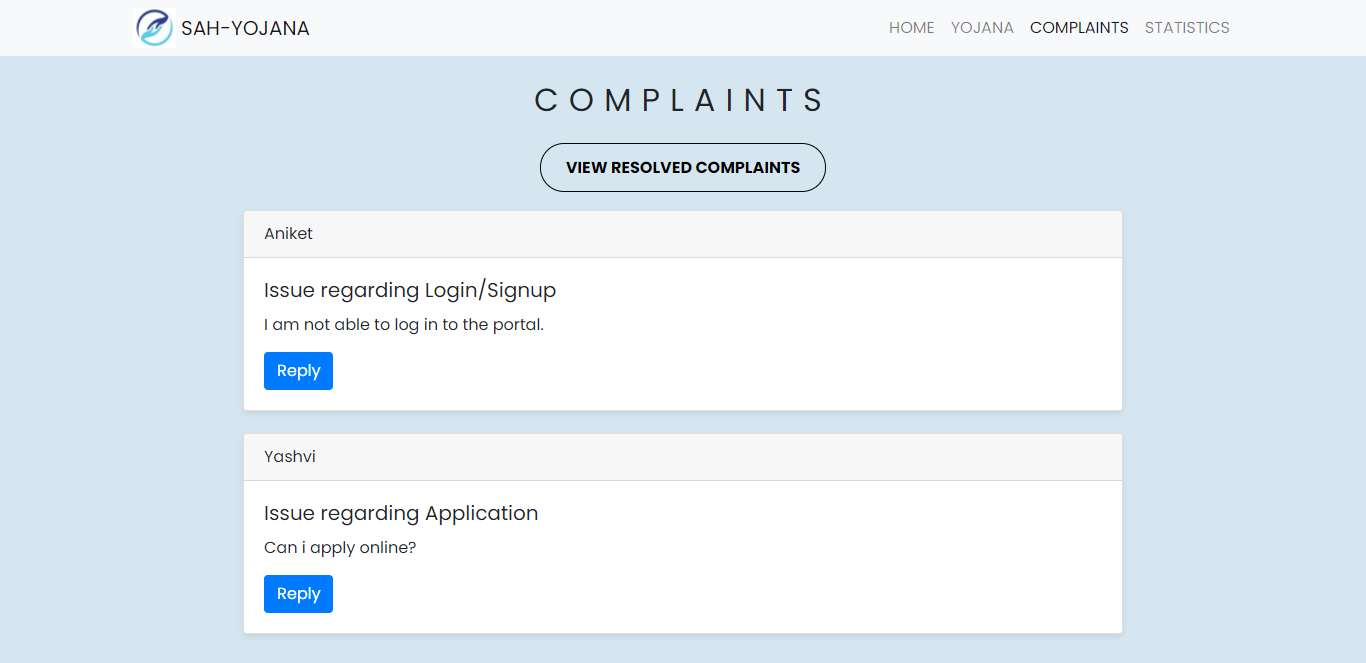 SAH-YOJANA
HOME YOJANA COMPLAINTS STATISTICS
COMPLAINTS
VIEW RESOLVED COMPLAINTS
Aniket
Issue regarding Login/Signup
I am not able to log in to the portal.
Reply
Yashvi
Issue regarding Application
Can i apply online?
Reply